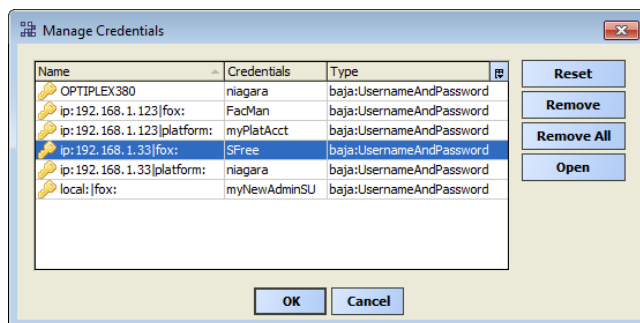 Manage Credentials
Name Credentials Type
OPTIPLEX380 niagara baja:UsernameAndPassword
ip:192.168.1.123|fox: FacMan baja:UsernameAndPassword
ip:192.168.1.123|platform: myPlatAcct baja:UsernameAndPassword
ip:192.168.1.33|fox: SFree baja:UsernameAndPassword
ip:192.168.1.33|platform: niagara baja:UsernameAndPassword
local:|fox: myNewAdminSU baja:UsernameAndPassword
Reset
Remove
Remove All
Open
OK Cancel